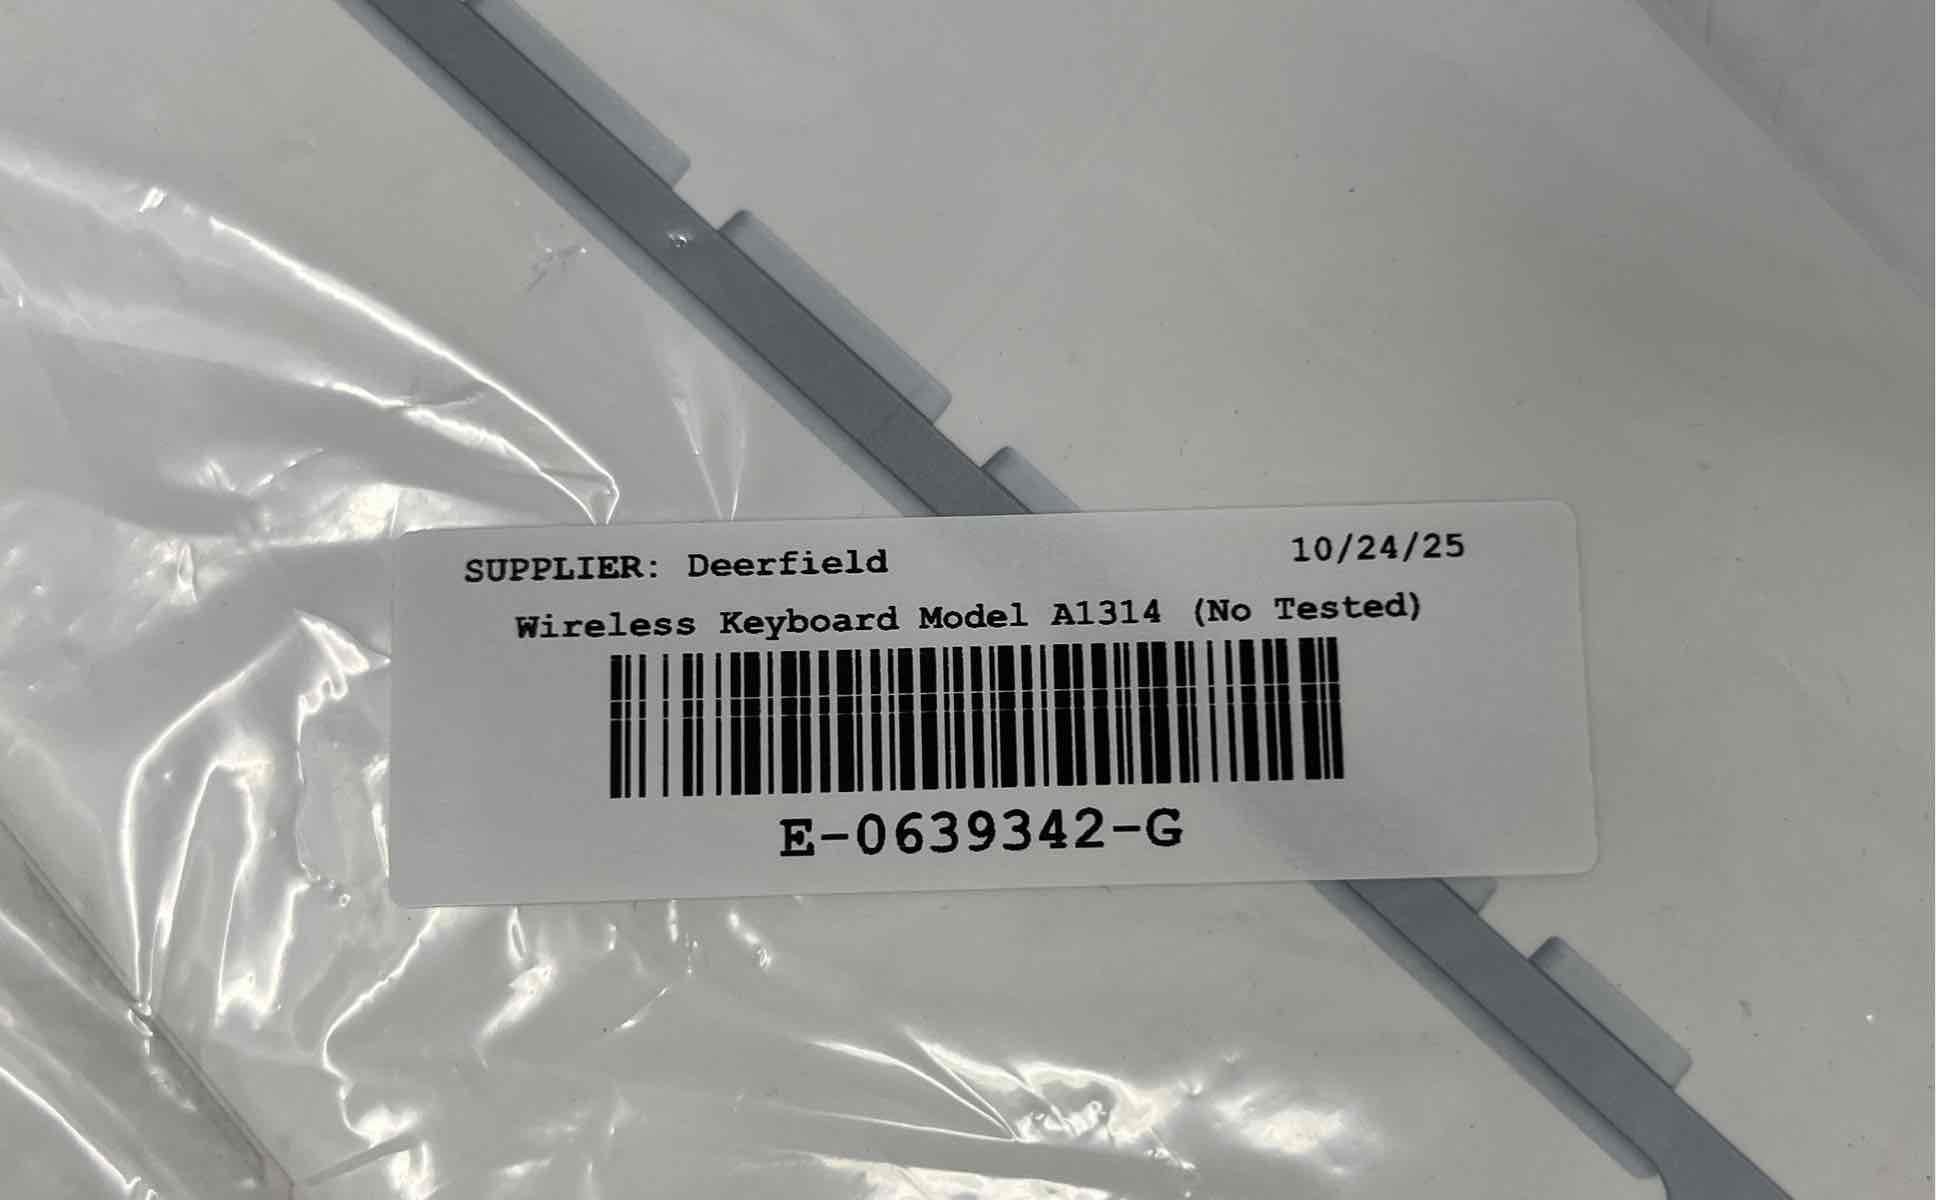 SUPPLIER: Deerfield 10/24/25
Wireless Keyboard Model A1314 (No Tested)
E-0639342-G